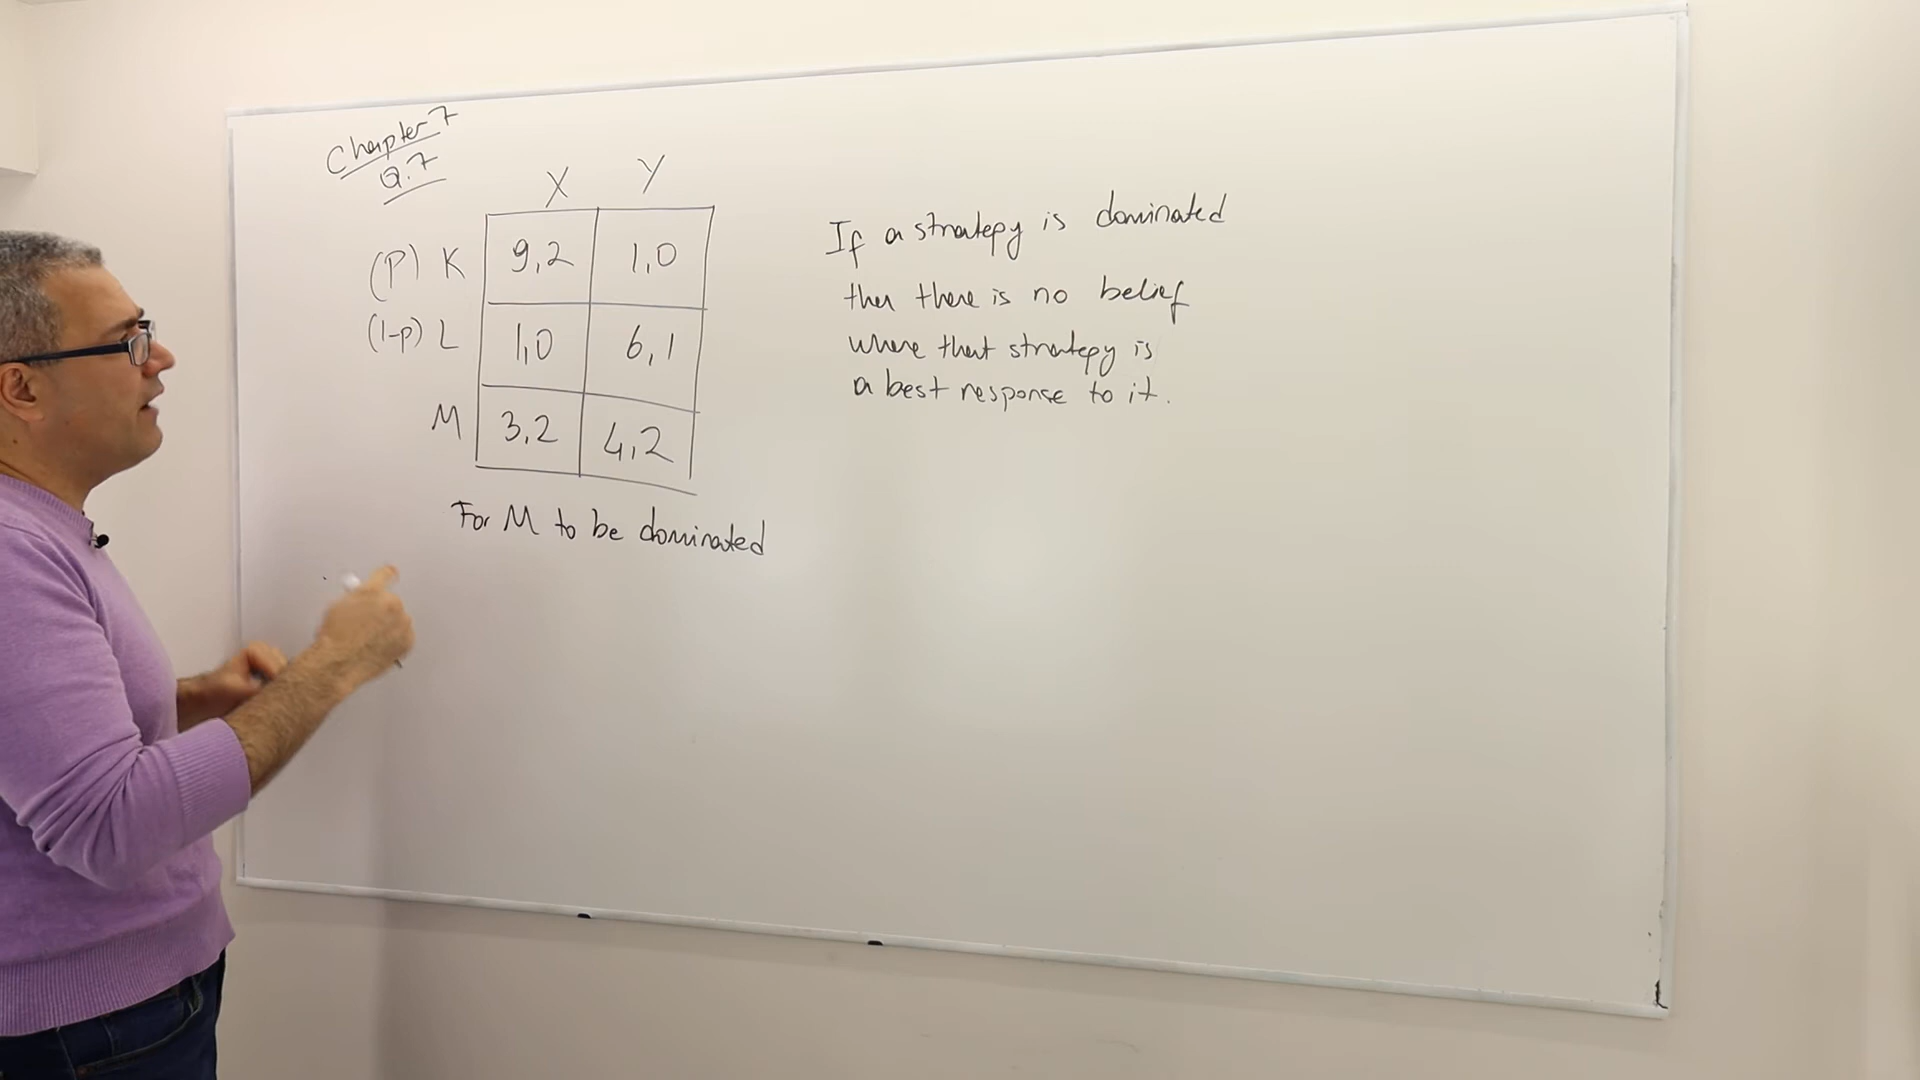 Chapter 7
Q.7
X Y
(P) K 9,2 1,0
(1-p) L 1,0 6,1
M 3,2 4,2
For M to be dominated
If a strategy is dominated
then there is no belief
where that strategy is
a best response to it.